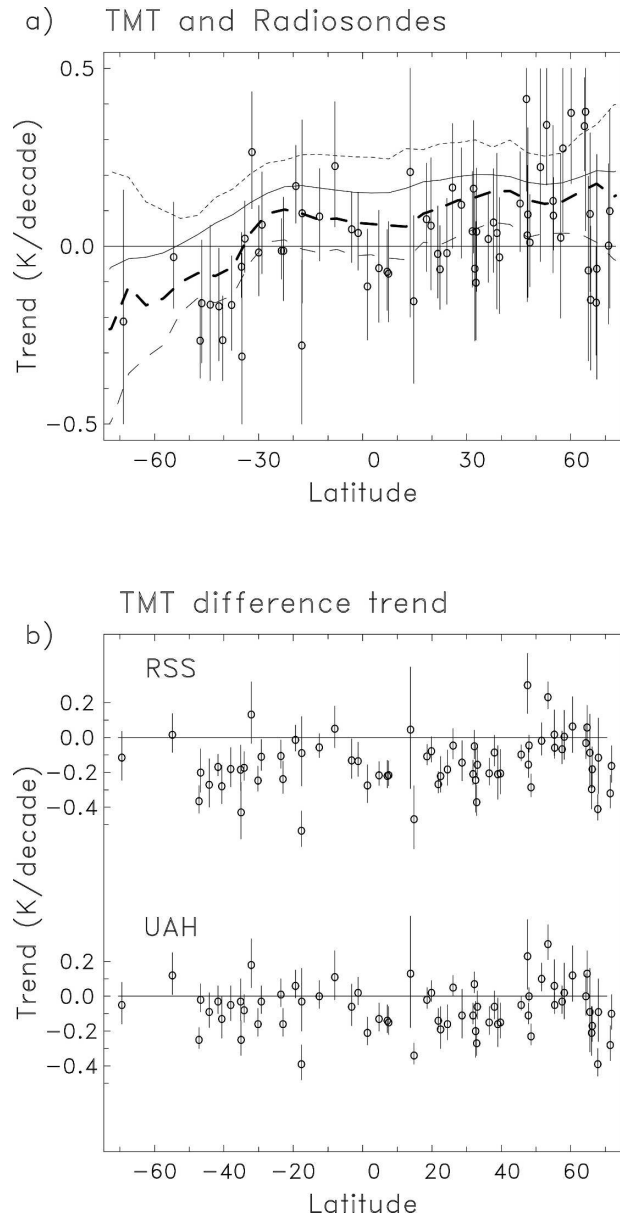 a) TMT and Radiosondes
0.5
0.0
−0.5
Trend (K/decade)
−60 −30 0 30 60
Latitude
TMT difference trend
b)
RSS
0.2
0.0
−0.2
−0.4
UAH
0.2
0.0
−0.2
−0.4
Trend (K/decade)
−60 −40 −20 0 20 40 60
Latitude